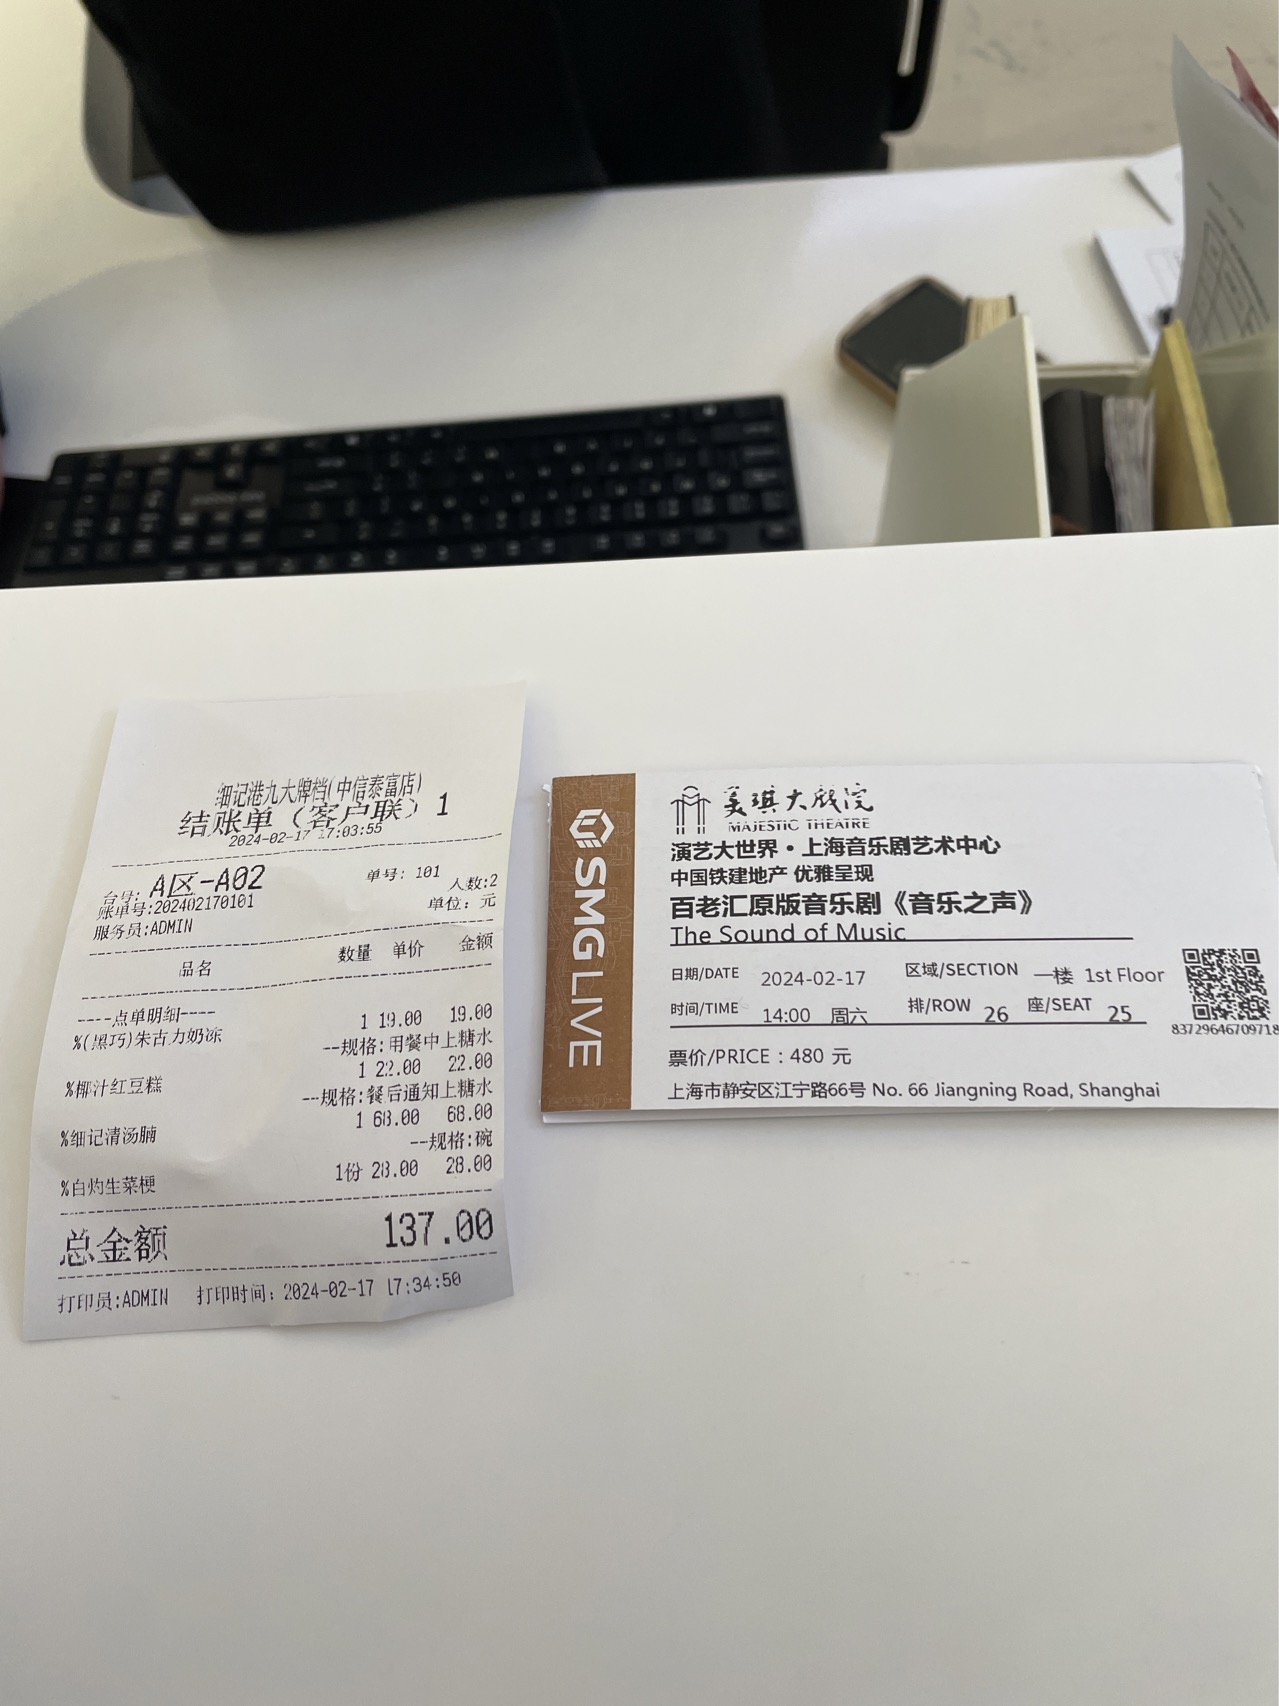 细记港九大牌档(中信泰富店)
结账单（客户联）1
2024-02-17 17:03:55
台号: A区-A02 单号: 101
账单号:202402170101 人数:2
服务员:ADMIN 单位: 元
品名 数量 单价 金额
----点单明细----
%(黑巧)朱古力奶冻 1 19.00 19.00
--规格:用餐中上糖水
%椰汁红豆糕 1 22.00 22.00
--规格:餐后通知上糖水
%细记清汤腩 1 68.00 68.00
--规格:碗
%白灼生菜梗 1份 28.00 28.00
总金额 137.00
打印员:ADMIN 打印时间: 2024-02-17 17:34:50
SMG LIVE
美琪大戏院
MAJESTIC THEATRE
演艺大世界・上海音乐剧艺术中心
中国铁建地产 优雅呈现
百老汇原版音乐剧《音乐之声》
The Sound of Music
日期/DATE 2024-02-17 区域/SECTION 一楼 1st Floor
时间/TIME 14:00 周六 排/ROW 26 座/SEAT 25
83729646709718
票价/PRICE : 480 元
上海市静安区江宁路66号 No. 66 Jiangning Road, Shanghai